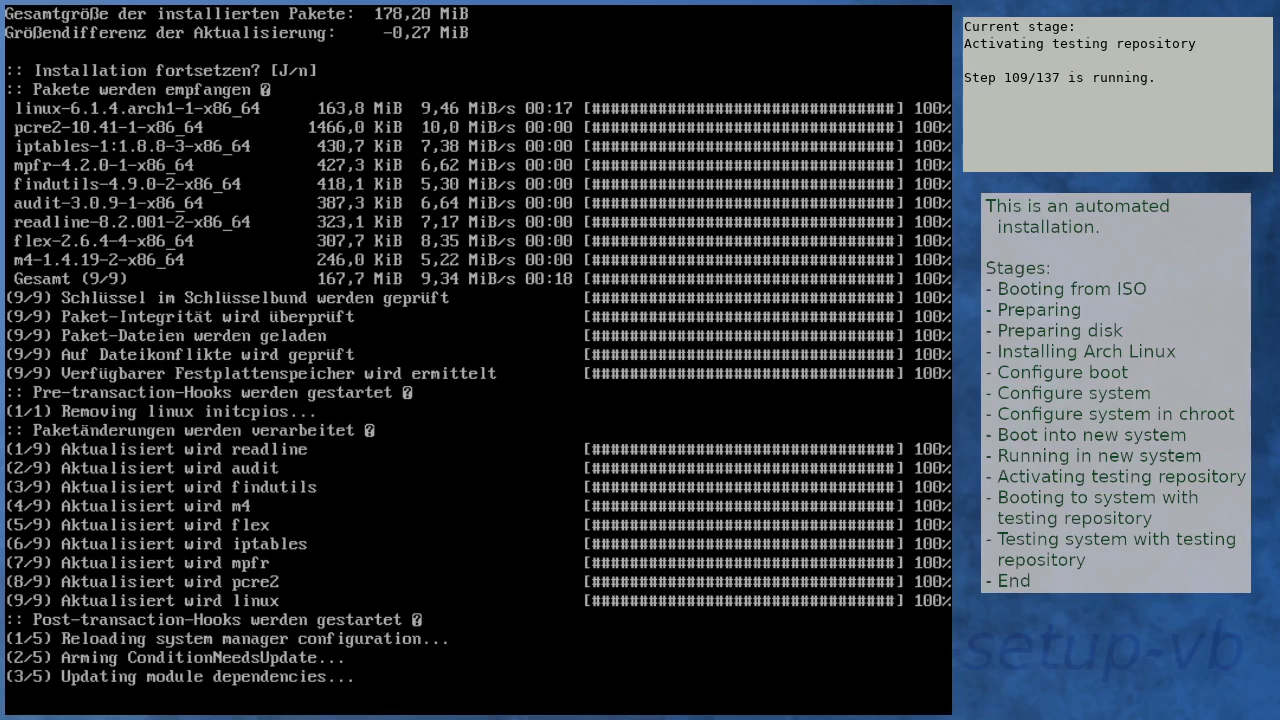 Gesamtgröße der installierten Pakete:  178,20 MiB
Größendifferenz der Aktualisierung:     -0,27 MiB
:: Installation fortsetzen? [J/n]
:: Pakete werden empfangen �
linux-6.1.4.arch1-1-x86_64      163,8 MiB  9,46 MiB/s 00:17 [################################] 100%
pcre2-10.41-1-x86_64           1466,0 KiB  10,0 MiB/s 00:00 [################################] 100%
iptables-1:1.8.8-3-x86_64       430,7 KiB  7,38 MiB/s 00:00 [################################] 100%
mpfr-4.2.0-1-x86_64             427,3 KiB  6,62 MiB/s 00:00 [################################] 100%
findutils-4.9.0-2-x86_64        418,1 KiB  5,30 MiB/s 00:00 [################################] 100%
audit-3.0.9-1-x86_64            387,3 KiB  6,64 MiB/s 00:00 [################################] 100%
readline-8.2.001-2-x86_64       323,1 KiB  7,17 MiB/s 00:00 [################################] 100%
flex-2.6.4-4-x86_64             307,7 KiB  8,35 MiB/s 00:00 [################################] 100%
m4-1.4.19-2-x86_64              246,0 KiB  5,22 MiB/s 00:00 [################################] 100%
Gesamt (9/9)                    167,7 MiB  9,34 MiB/s 00:18 [################################] 100%
(9/9) Schlüssel im Schlüsselbund werden geprüft [################################] 100%
(9/9) Paket-Integrität wird überprüft [################################] 100%
(9/9) Paket-Dateien werden geladen [################################] 100%
(9/9) Auf Dateikonflikte wird geprüft [################################] 100%
(9/9) Verfügbarer Festplattenspeicher wird ermittelt [################################] 100%
:: Pre-transaction-Hooks werden gestartet �
(1/1) Removing linux initcpios...
:: Paketänderungen werden verarbeitet �
(1/9) Aktualisiert wird readline [################################] 100%
(2/9) Aktualisiert wird audit [################################] 100%
(3/9) Aktualisiert wird findutils [################################] 100%
(4/9) Aktualisiert wird m4 [################################] 100%
(5/9) Aktualisiert wird flex [################################] 100%
(6/9) Aktualisiert wird iptables [################################] 100%
(7/9) Aktualisiert wird mpfr [################################] 100%
(8/9) Aktualisiert wird pcre2 [################################] 100%
(9/9) Aktualisiert wird linux [################################] 100%
:: Post-transaction-Hooks werden gestartet �
(1/5) Reloading system manager configuration...
(2/5) Arming ConditionNeedsUpdate...
(3/5) Updating module dependencies...
Current stage:
Activating testing repository
Step 109/137 is running.
This is an automated
installation.
Stages:
- Booting from ISO
- Preparing
- Preparing disk
- Installing Arch Linux
- Configure boot
- Configure system
- Configure system in chroot
- Boot into new system
- Running in new system
- Activating testing repository
- Booting to system with
testing repository
- Testing system with testing
repository
- End
-setup-vb